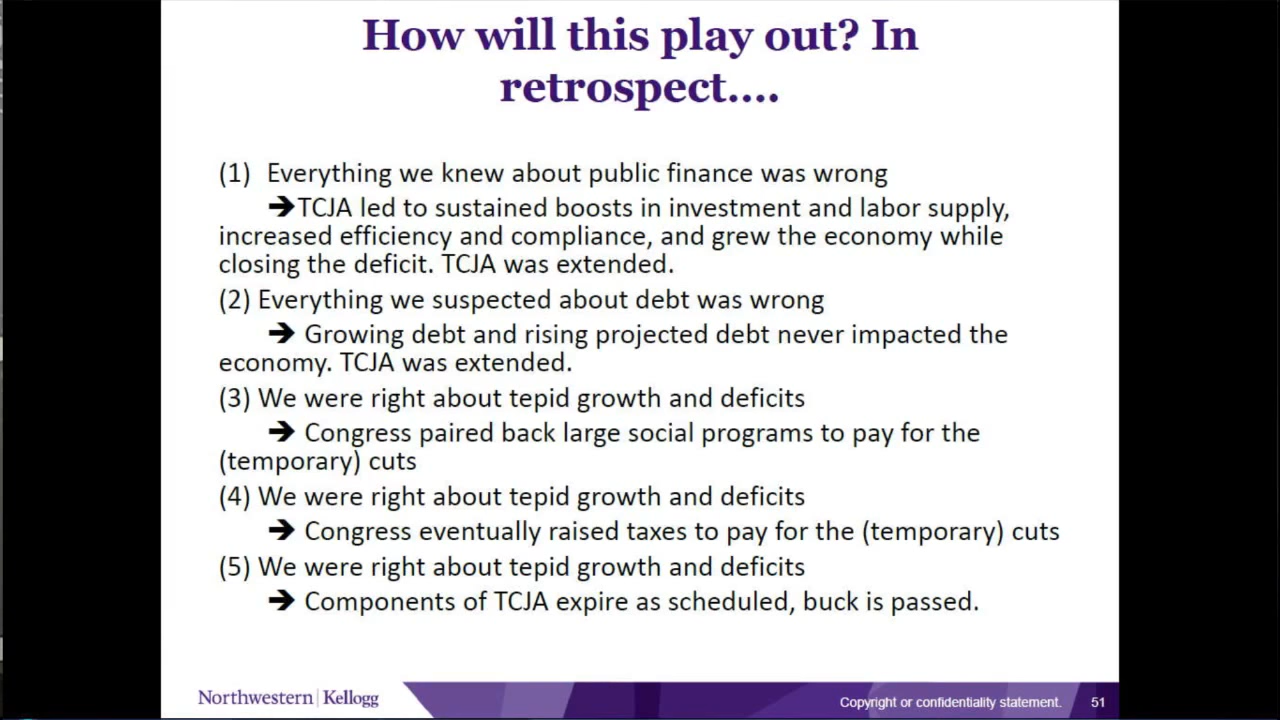 How will this play out? In
retrospect....
(1) Everything we knew about public finance was wrong
➔TCJA led to sustained boosts in investment and labor supply,
increased efficiency and compliance, and grew the economy while
closing the deficit. TCJA was extended.
(2) Everything we suspected about debt was wrong
➔ Growing debt and rising projected debt never impacted the
economy. TCJA was extended.
(3) We were right about tepid growth and deficits
➔ Congress paired back large social programs to pay for the
(temporary) cuts
(4) We were right about tepid growth and deficits
➔ Congress eventually raised taxes to pay for the (temporary) cuts
(5) We were right about tepid growth and deficits
➔ Components of TCJA expire as scheduled, buck is passed.
Northwestern | Kellogg
Copyright or confidentiality statement. 51